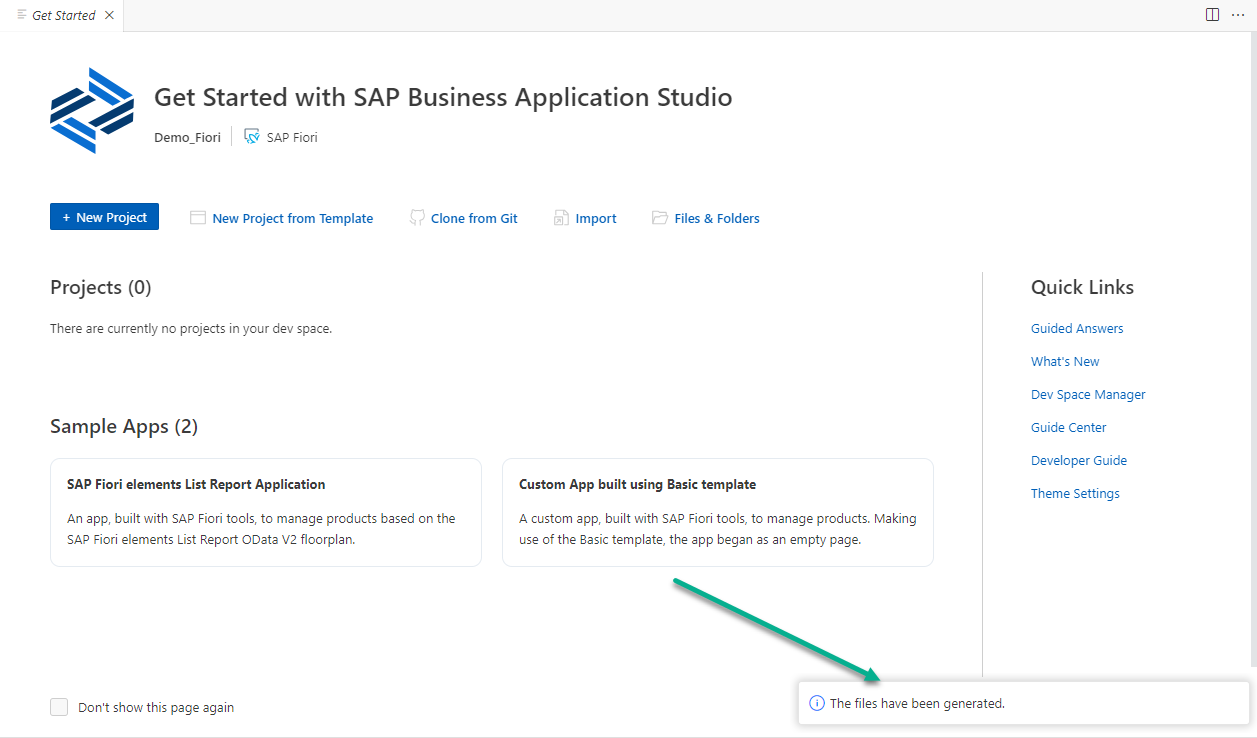 Get Started
Get Started with SAP Business Application Studio
Demo_Fiori SAP Fiori
+ New Project New Project from Template Clone from Git Import Files & Folders
Projects (0)
There are currently no projects in your dev space.
Sample Apps (2)
SAP Fiori elements List Report Application
An app, built with SAP Fiori tools, to manage products based on the
SAP Fiori elements List Report OData V2 floorplan.
Custom App built using Basic template
A custom app, built with SAP Fiori tools, to manage products. Making
use of the Basic template, the app began as an empty page.
Quick Links
Guided Answers
What's New
Dev Space Manager
Guide Center
Developer Guide
Theme Settings
Don't show this page again
The files have been generated.